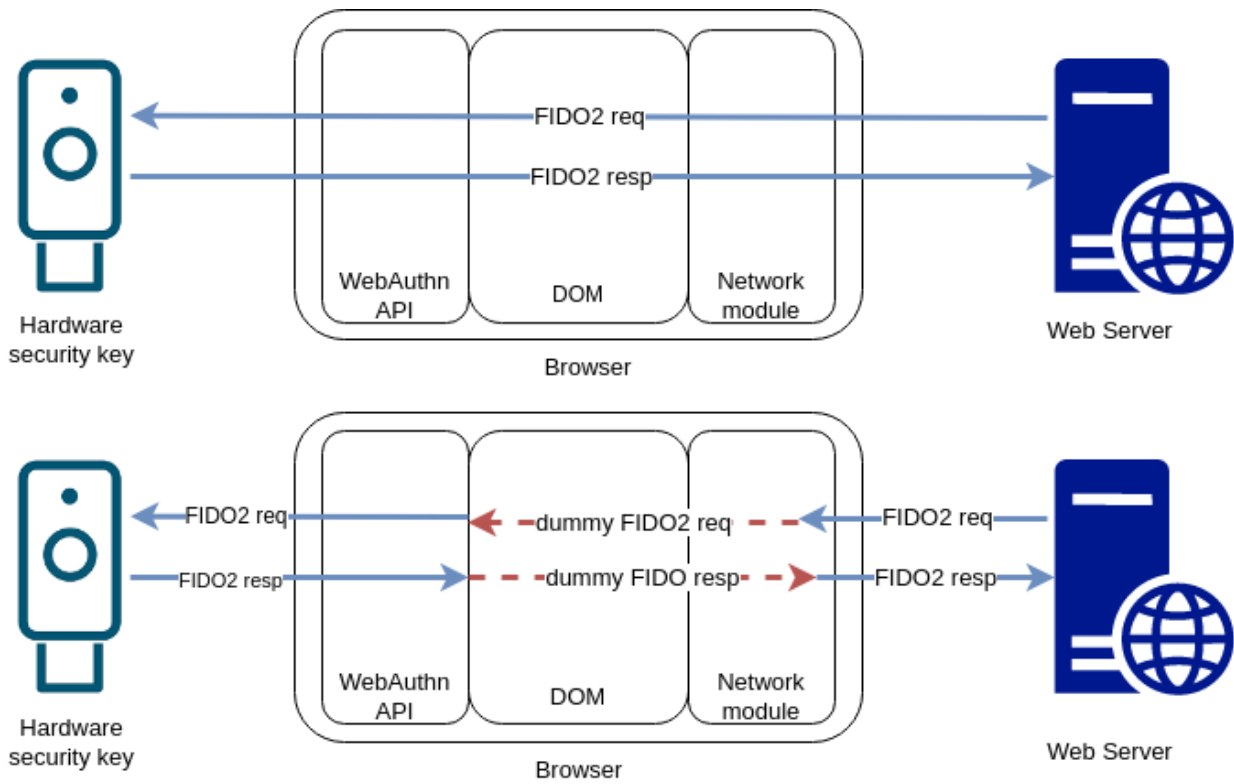 FIDO2 req
FIDO2 resp
WebAuthn
API
DOM
Network
module
Hardware
security key
Web Server
Browser
FIDO2 req
dummy FIDO2 req
FIDO2 req
FIDO2 resp
dummy FIDO resp
FIDO2 resp
WebAuthn
API
DOM
Network
module
Hardware
security key
Web Server
Browser